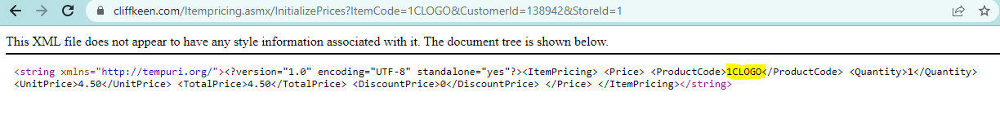 cliffkeen.com/Itempricing.asmx/InitializePrices?ItemCode=1CLOGO&CustomerId=138942&StoreId=1
This XML file does not appear to have any style information associated with it. The document tree is shown below.
<string xmlns="http://tempuri.org/"><?version="1.0" encoding="UTF-8" standalone="yes"?><ItemPricing> <Price> <ProductCode>1CLOGO</ProductCode> <Quantity>1</Quantity>
<UnitPrice>4.50</UnitPrice> <TotalPrice>4.50</TotalPrice> <DiscountPrice>0</DiscountPrice> </Price> </ItemPricing></string>